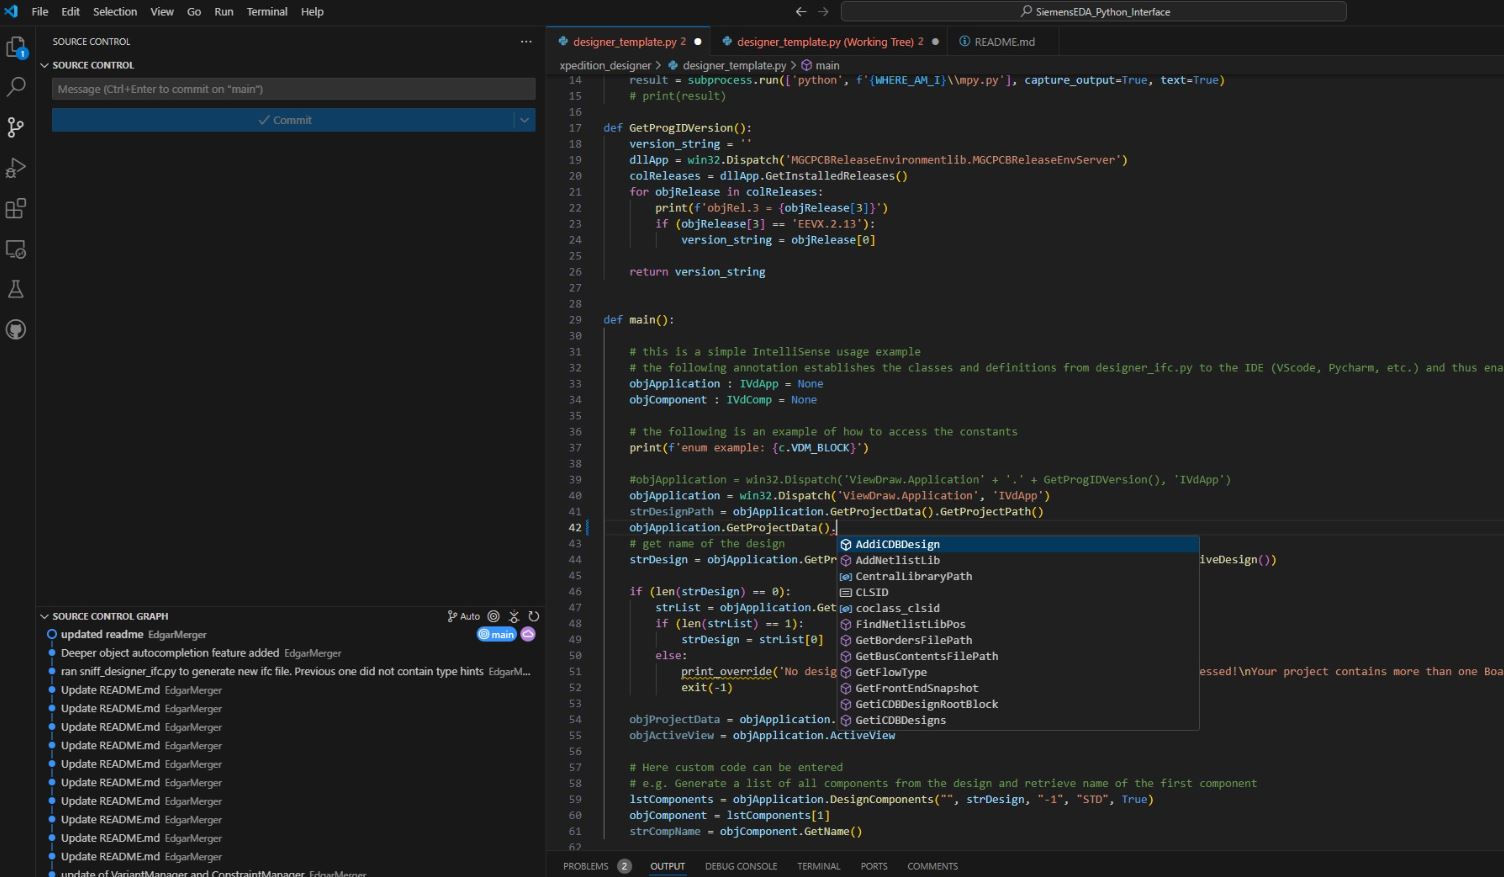 File Edit Selection View Go Run Terminal Help
SiemensEDA_Python_Interface
SOURCE CONTROL
SOURCE CONTROL
Message (Ctrl+Enter to commit on "main")
Commit
1
SOURCE CONTROL GRAPH Auto
updated readme EdgarMerger main
Deeper object autocompletion feature added EdgarMerger
ran sniff_designer_ifc.py to generate new ifc file. Previous one did not contain type hints EdgarM...
Update README.md EdgarMerger
Update README.md EdgarMerger
Update README.md EdgarMerger
Update README.md EdgarMerger
Update README.md EdgarMerger
Update README.md EdgarMerger
Update README.md EdgarMerger
Update README.md EdgarMerger
Update README.md EdgarMerger
Update README.md EdgarMerger
update of VariantManager and ConstraintManager EdgarMerger
designer_template.py 2 designer_template.py (Working Tree) 2 README.md
xpedition_designer > designer_template.py > main
14 result = subprocess.run(['python', f'{WHERE_AM_I}\\mpy.py'], capture_output=True, text=True)
15 # print(result)
16
17 def GetProgIDVersion():
18 version_string = ''
19 dllApp = win32.Dispatch('MGCPCBReleaseEnvironmentlib.MGCPCBReleaseEnvServer')
20 colReleases = dllApp.GetInstalledReleases()
21 for objRelease in colReleases:
22 print(f'objRel.3 = {objRelease[3]}')
23 if (objRelease[3] == 'EEVX.2.13'):
24 version_string = objRelease[0]
25
26 return version_string
27
28
29 def main():
30
31 # this is a simple IntelliSense usage example
32 # the following annotation establishes the classes and definitions from designer_ifc.py to the IDE (VScode, Pycharm, etc.) and thus ena
33 objApplication : IVdApp = None
34 objComponent : IVdComp = None
35
36 # the following is an example of how to access the constants
37 print(f'enum example: {c.VDM_BLOCK}')
38
39 #objApplication = win32.Dispatch('ViewDraw.Application' + '.' + GetProgIDVersion(), 'IVdApp')
40 objApplication = win32.Dispatch('ViewDraw.Application', 'IVdApp')
41 strDesignPath = objApplication.GetProjectData().GetProjectPath()
42 objApplication.GetProjectData().
43 # get name of the design
44 strDesign = objApplication.GetPr iveDesign())
45
46 if (len(strDesign) == 0):
47 strList = objApplication.Get
48 if (len(strList) == 1):
49 strDesign = strList[0]
50 else:
51 print_override('No desig essed!\nYour project contains more than one Boa
52 exit(-1)
53
54 objProjectData = objApplication.
55 objActiveView = objApplication.ActiveView
56
57 # Here custom code can be entered
58 # e.g. Generate a list of all components from the design and retrieve name of the first component
59 lstComponents = objApplication.DesignComponents("", strDesign, "-1", "STD", True)
60 objComponent = lstComponents[1]
61 strCompName = objComponent.GetName()
62
AddiCDBDesign
AddNetlistLib
CentralLibraryPath
CLSID
coclass_clsid
FindNetlistLibPos
GetBordersFilePath
GetBusContentsFilePath
GetFlowType
GetFrontEndSnapshot
GetiCDBDesignRootBlock
GetiCDBDesigns
PROBLEMS 2 OUTPUT DEBUG CONSOLE TERMINAL PORTS COMMENTS